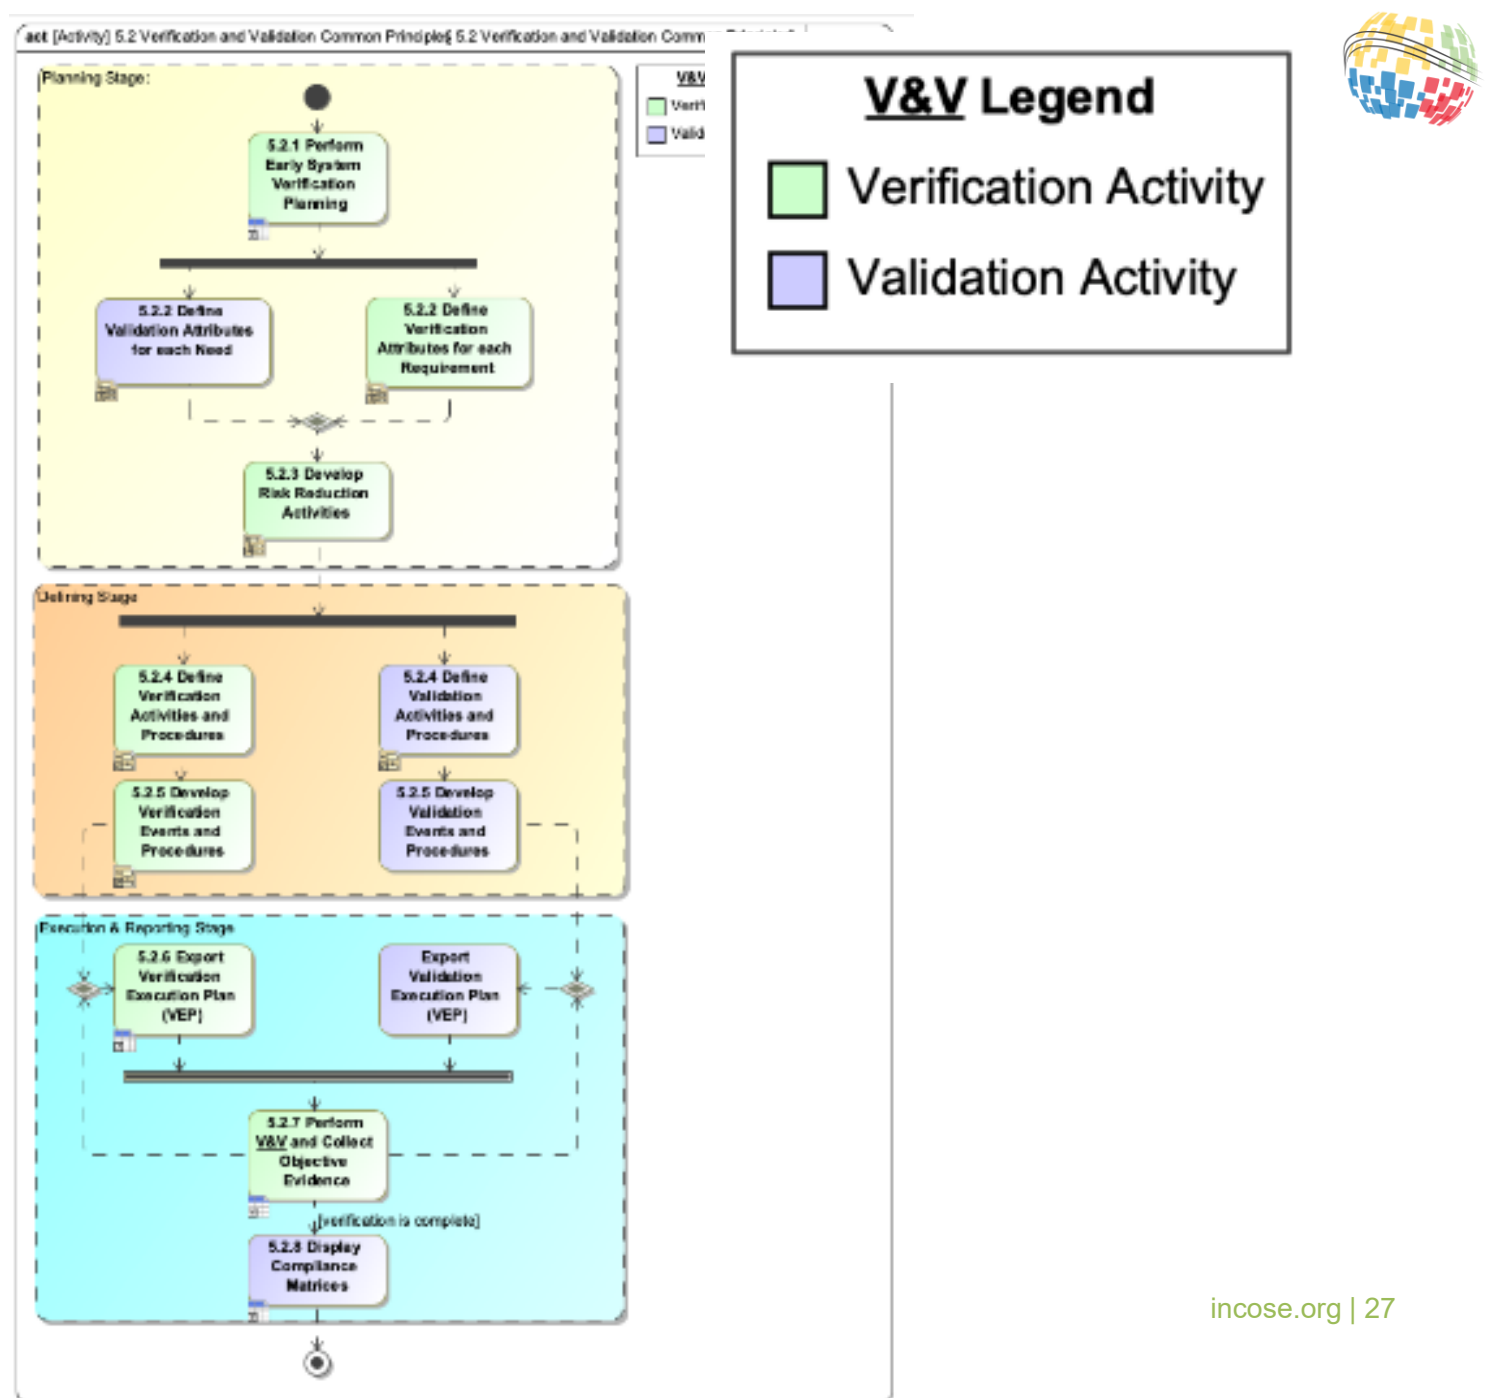 act [Activity] 5.2 Verification and Validation Common Principles[ 5.2 Verification and Validation Comm
Planning Stage:
V&V
Verif
Valid
V&V Legend
Verification Activity
Validation Activity
5.2.1 Perform
Early System
Verification
Planning
5.2.2 Define
Validation Attributes
for each Need
5.2.2 Define
Verification
Attributes for each
Requirement
5.2.3 Develop
Risk Reduction
Activities
Defining Stage
5.2.4 Define
Verification
Activities and
Procedures
5.2.4 Define
Validation
Activities and
Procedures
5.2.5 Develop
Verification
Events and
Procedures
5.2.5 Develop
Validation
Events and
Procedures
Execution & Reporting Stage
5.2.6 Export
Verification
Execution Plan
(VEP)
Export
Validation
Execution Plan
(VEP)
5.2.7 Perform
V&V and Collect
Objective
Evidence
[verification is complete]
5.2.8 Display
Compliance
Matrices
incose.org | 27